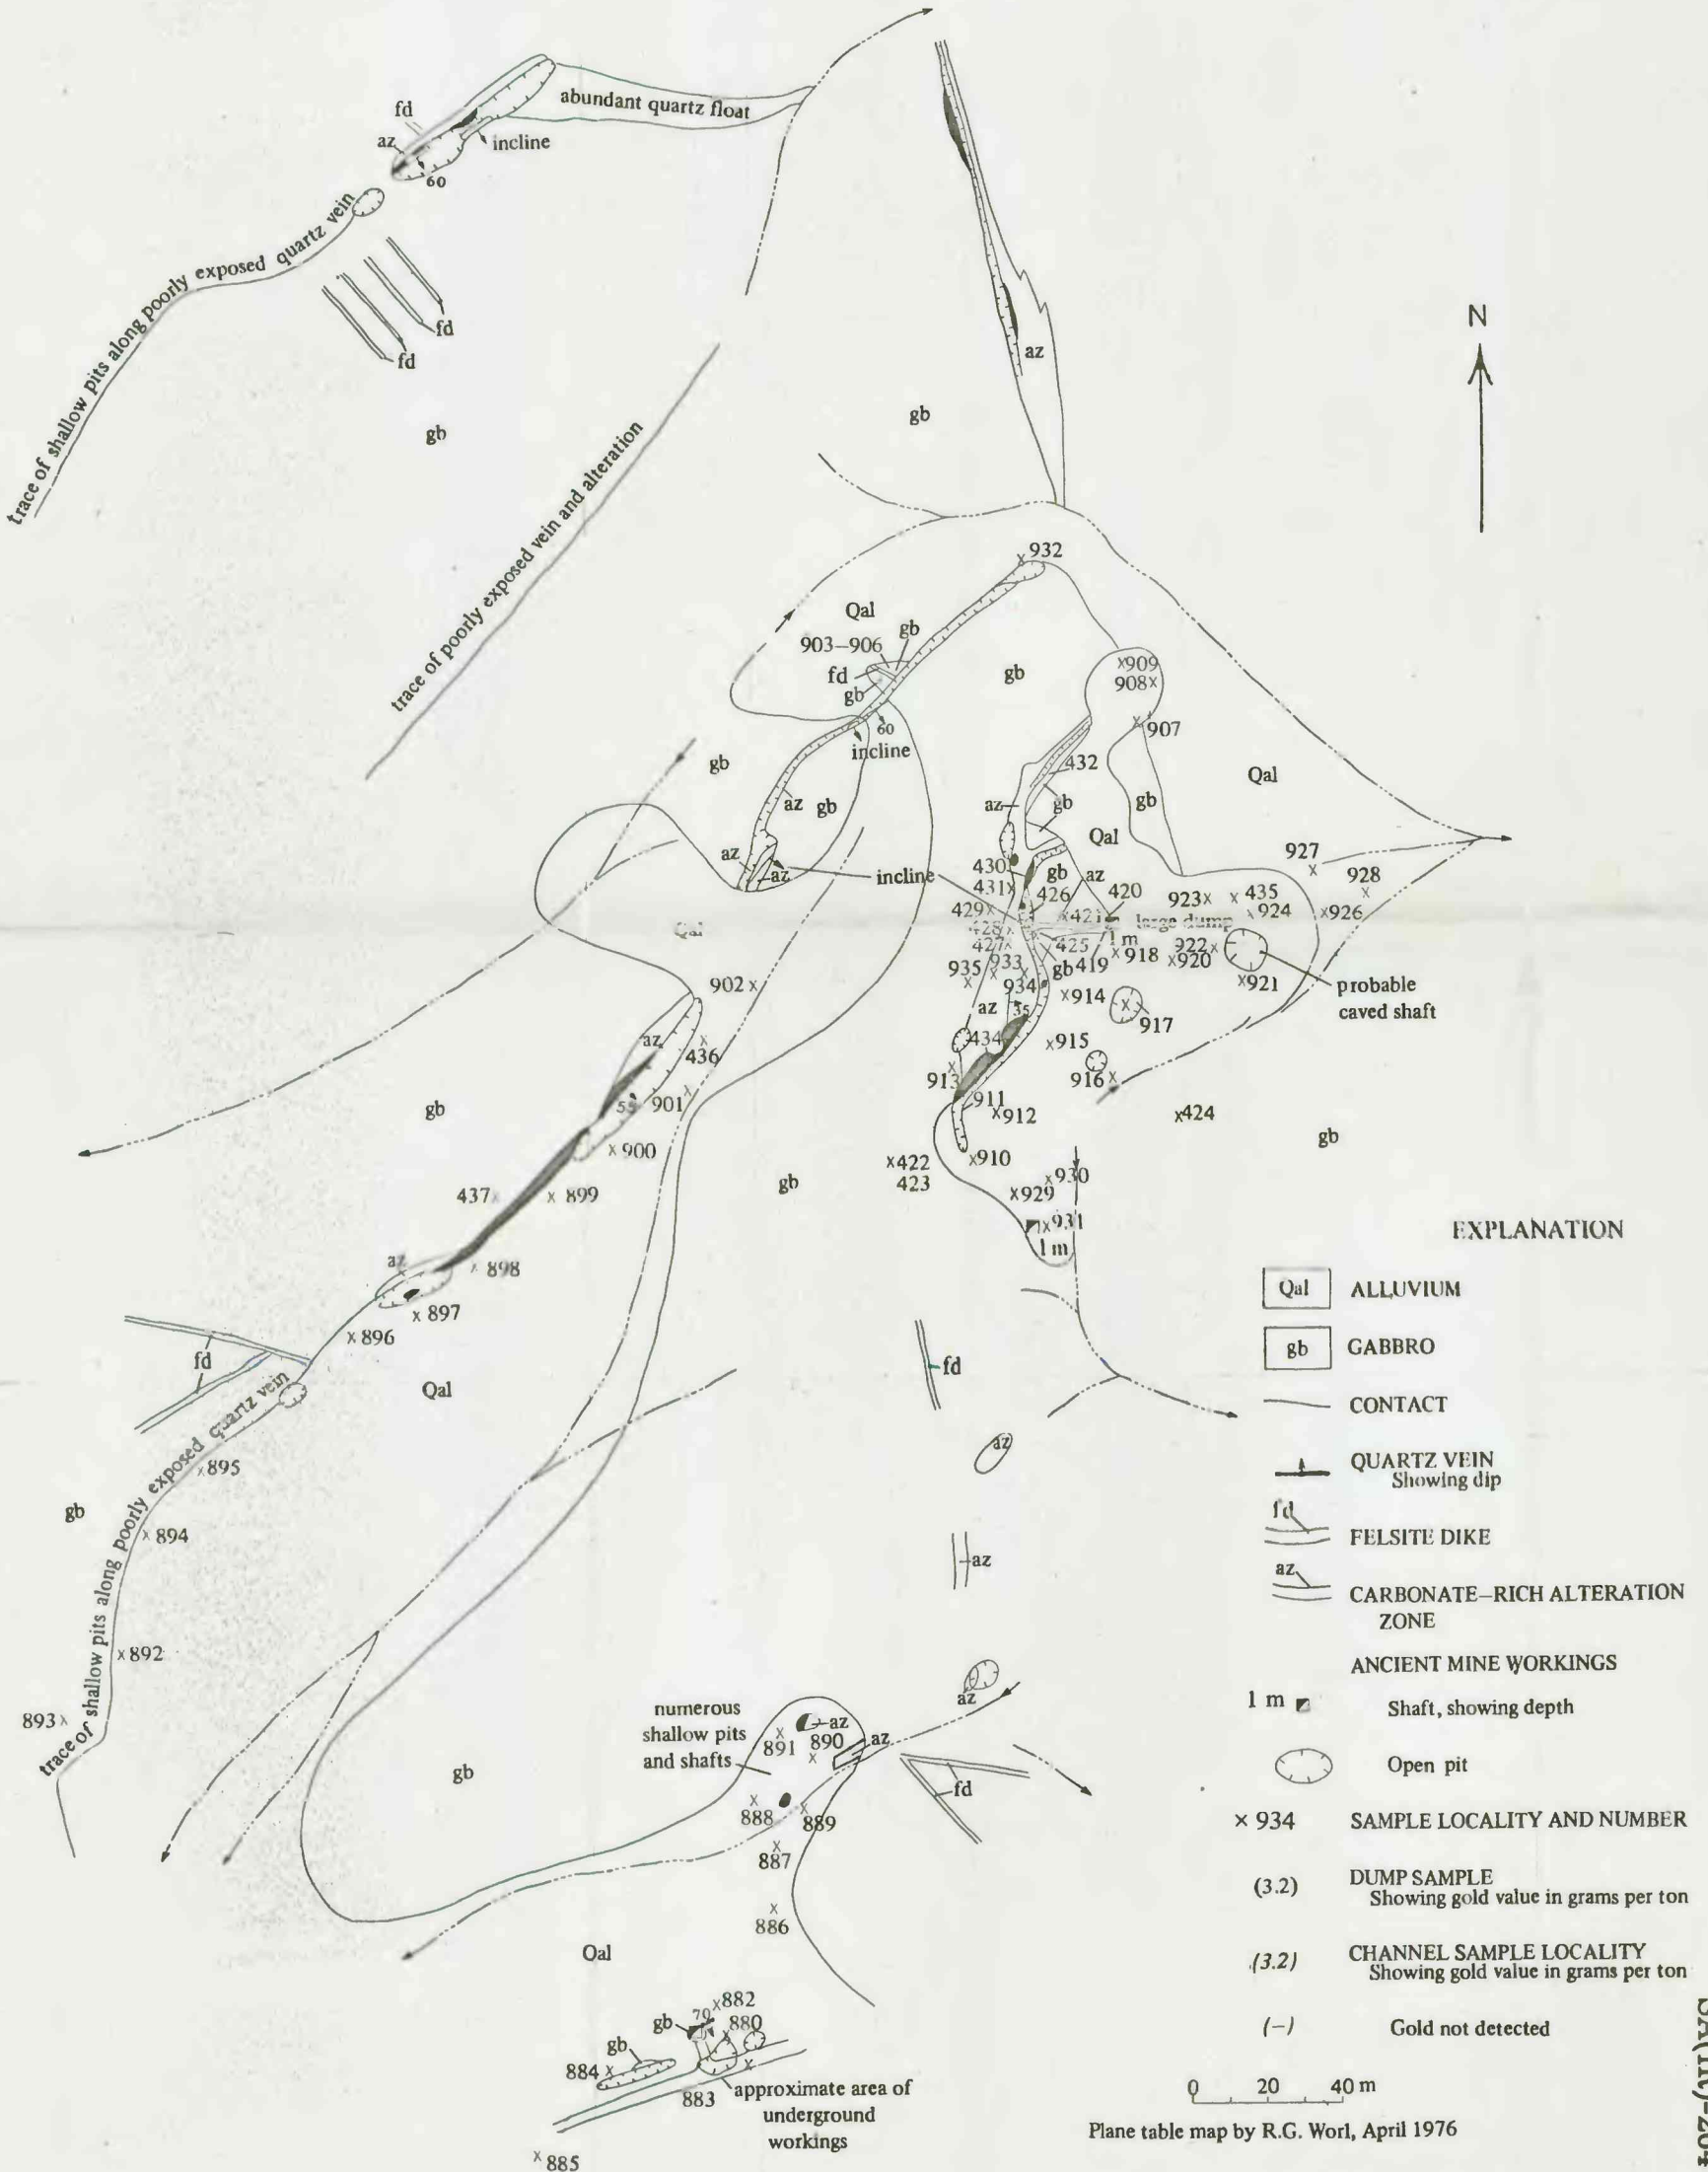 abundant quartz float
fd
az
incline
60
trace of shallow pits along poorly exposed quartz vein
fd
fd
az
N
gb
gb
trace of poorly exposed vein and alteration
932
Qal
903–906
gb
fd
gb
gb
909
908
60
907
incline
gb
432
Qal
az
gb
az
gb
gb
Qal
az
az
incline
430
gb
az
927
928
431
426
420
923
435
429
421
large dump
924
926
428
1 m
427
425
918
922
920
Qal
935
933
gb
419
902
934
914
921
probable
caved shaft
az
35
917
az
436
434
915
913
916
gb
55
901
911
912
424
gb
900
422
910
423
gb
930
437
899
929
931
1 m
az
898
897
896
fd
fd
Qal
az
trace of shallow pits along poorly exposed quartz vein
895
gb
894
az
892
893
az
numerous
shallow pits
and shafts
az
891
890
az
gb
fd
888
889
887
886
Qal
882
70
gb
880
gb
884
883
approximate area of
underground
workings
885
EXPLANATION
Qal ALLUVIUM
gb GABBRO
CONTACT
QUARTZ VEIN
Showing dip
fd
FELSITE DIKE
az
CARBONATE–RICH ALTERATION
ZONE
ANCIENT MINE WORKINGS
1 m Shaft, showing depth
Open pit
× 934 SAMPLE LOCALITY AND NUMBER
(3.2) DUMP SAMPLE
Showing gold value in grams per ton
(3.2) CHANNEL SAMPLE LOCALITY
Showing gold value in grams per ton
(–) Gold not detected
0 20 40 m
Plane table map by R.G. Worl, April 1976